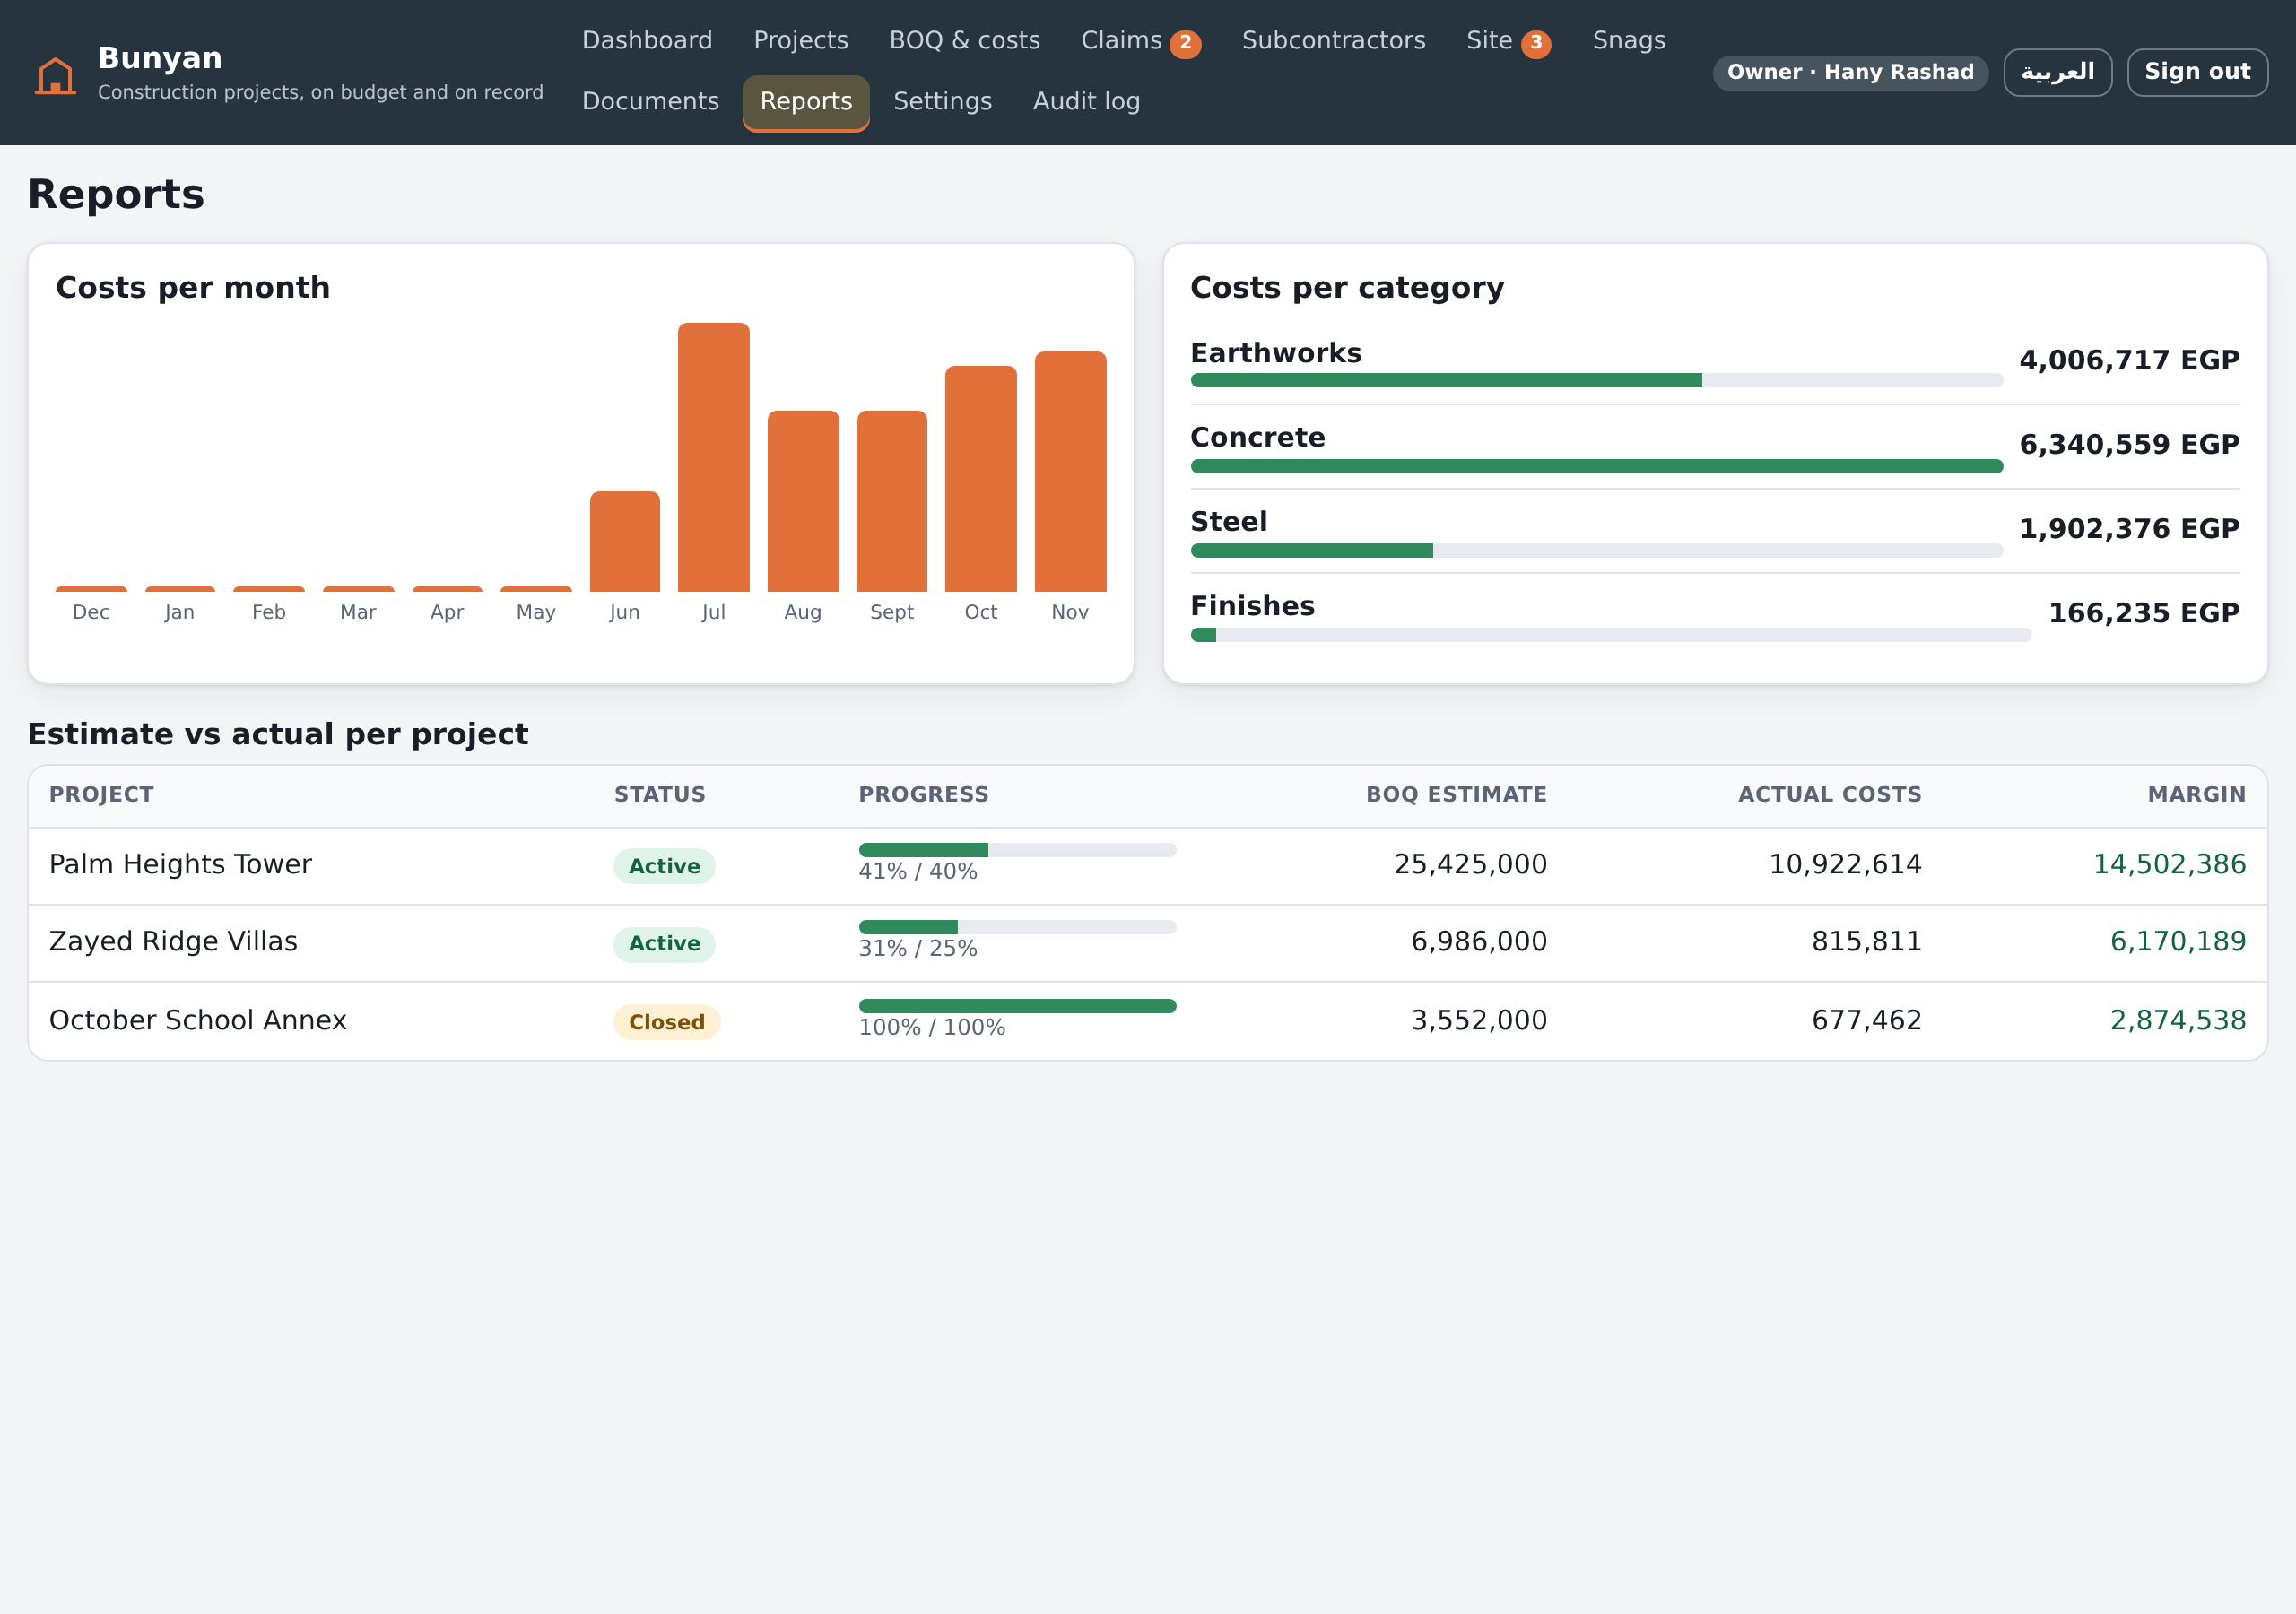 Bunyan
Construction projects, on budget and on record
Dashboard Projects BOQ & costs Claims 2 Subcontractors Site 3 Snags
Documents Reports Settings Audit log
Owner · Hany Rashad العربية Sign out
Reports
Costs per month
Dec Jan Feb Mar Apr May Jun Jul Aug Sept Oct Nov
Costs per category
Earthworks 4,006,717 EGP
Concrete 6,340,559 EGP
Steel 1,902,376 EGP
Finishes 166,235 EGP
Estimate vs actual per project
PROJECT STATUS PROGRESS BOQ ESTIMATE ACTUAL COSTS MARGIN
Palm Heights Tower Active 41% / 40% 25,425,000 10,922,614 14,502,386
Zayed Ridge Villas Active 31% / 25% 6,986,000 815,811 6,170,189
October School Annex Closed 100% / 100% 3,552,000 677,462 2,874,538